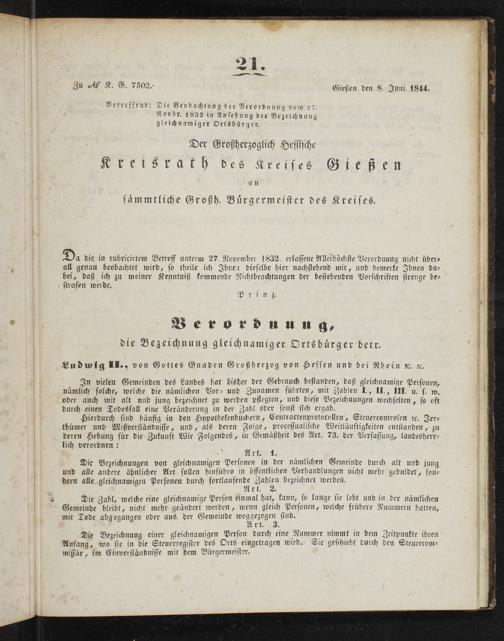 21.
Zu № K. G. 7502.
Gießen den 8. Juni 1844.
Betreffend: Die Beobachtung der Verordnung vom 27.
Novbr. 1832 in Ansehung der Bezeichnung
gleichnamiger Ortsbürger.
Der Großherzoglich Hessische
Kreisrath des Kreises Gießen
an
sämmtliche Großh. Bürgermeister des Kreises.
Da die in rubricirtem Betreff unterm 27. November 1832. erlassene Allerhöchste Verordnung nicht über-
all genau beobachtet wird, so theile ich Ihnen dieselbe hier nachstehend mit, und bemerke Ihnen da-
bei, daß ich zu meiner Kenntniß kommende Nichtbeachtungen der bestehenden Vorschriften strenge be-
strafen werde.
Prinz.
Verordnung,
die Bezeichnung gleichnamiger Ortsbürger betr.
Ludwig II., von Gottes Gnaden Großherzog von Hessen und bei Rhein ꝛc. ꝛc.
In vielen Gemeinden des Landes hat bisher der Gebrauch bestanden, daß gleichnamige Personen,
nämlich solche, welche die nämlichen Vor- und Zunamen führten, mit Zahlen I., II., III. u. s. w.
oder auch mit alt und jung bezeichnet zu werden pflegten, und diese Bezeichnungen wechselten, so oft
durch einen Todesfall eine Veränderung in der Zahl oder sonst sich ergab.
Hierdurch sind häufig in den Hypothekenbüchern, Contractenprotocollen, Steuercontrolen ꝛc. Irr-
thümer und Mißverständnisse, und, als deren Folge, processualische Weitläuftigkeiten entstanden, zu
deren Hebung für die Zukunft Wir Folgendes, in Gemäßheit des Art. 73. der Verfassung, landesherr-
lich verordnen:
Art. 1.
Die Bezeichnungen von gleichnamigen Personen in der nämlichen Gemeinde durch alt und jung
und alle andere ähnlicher Art sollen hinfüro in öffentlichen Verhandlungen nicht mehr geduldet, son-
dern alle gleichnamigen Personen durch fortlaufende Zahlen bezeichnet werden.
Art. 2.
Die Zahl, welche eine gleichnamige Person einmal hat, kann, so lange sie lebt und in der nämlichen
Gemeinde bleibt, nicht mehr geändert werden, wenn gleich Personen, welche frühere Nummern hatten,
mit Tode abgegangen oder aus der Gemeinde weggezogen sind.
Art. 3.
Die Bezeichnung einer gleichnamigen Person durch eine Nummer nimmt in dem Zeitpunkte ihren
Anfang, wo sie in die Steuerregister des Orts eingetragen wird. Sie geschieht durch den Steuercom-
missär, im Einverständnisse mit dem Bürgermeister.